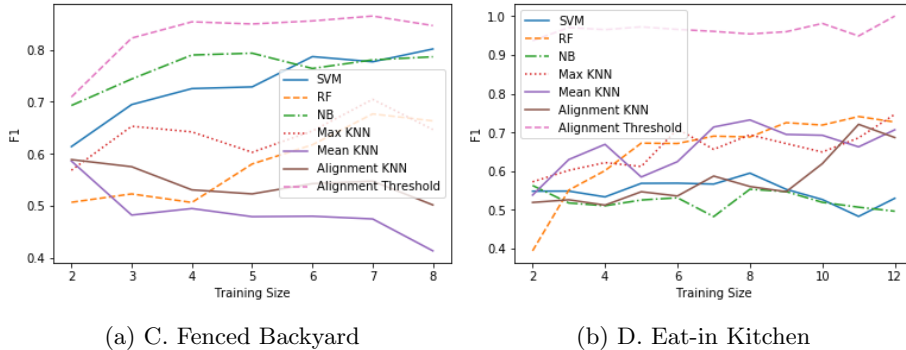 0.8
0.7
0.6
0.5
0.4
F1
2 3 4 5 6 7 8
Training Size
SVM
RF
NB
Max KNN
Mean KNN
Alignment KNN
Alignment Threshold
(a) C. Fenced Backyard
1.0
0.9
0.8
0.7
0.6
0.5
0.4
F1
2 4 6 8 10 12
Training Size
SVM
RF
NB
Max KNN
Mean KNN
Alignment KNN
Alignment Threshold
(b) D. Eat-in Kitchen